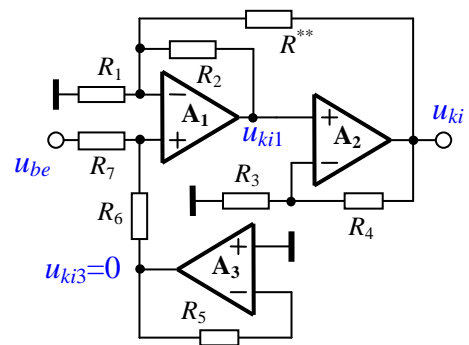 R**
R1
R2
−
A1
+
uki1
+
A2
−
uki
ube
R7
R3
R4
R6
uki3=0
+
A3
−
R5